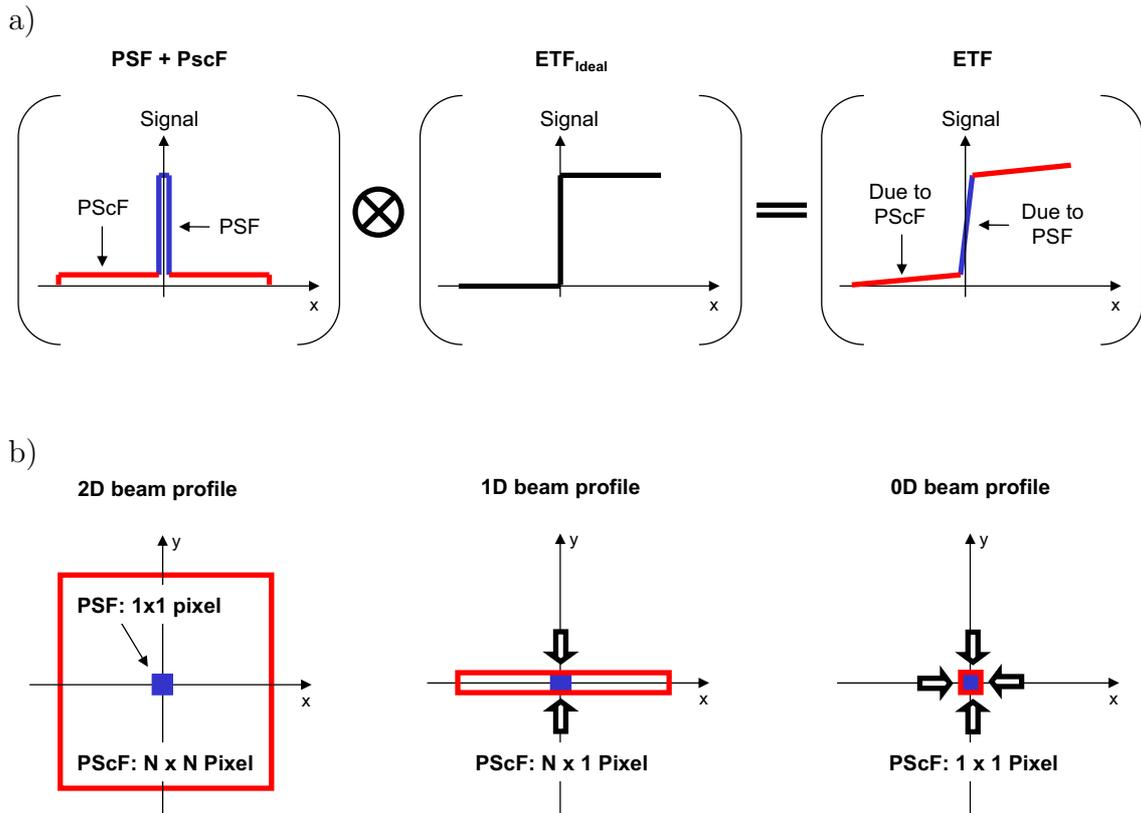 a)
PSF + PscF
ETF_Ideal
ETF
Signal
Signal
Signal
PScF
PSF
Due to
PScF
Due to
PSF
x
x
x
b)
2D beam profile
1D beam profile
0D beam profile
y
y
y
PSF: 1x1 pixel
x
x
x
PScF: N x N Pixel
PScF: N x 1 Pixel
PScF: 1 x 1 Pixel